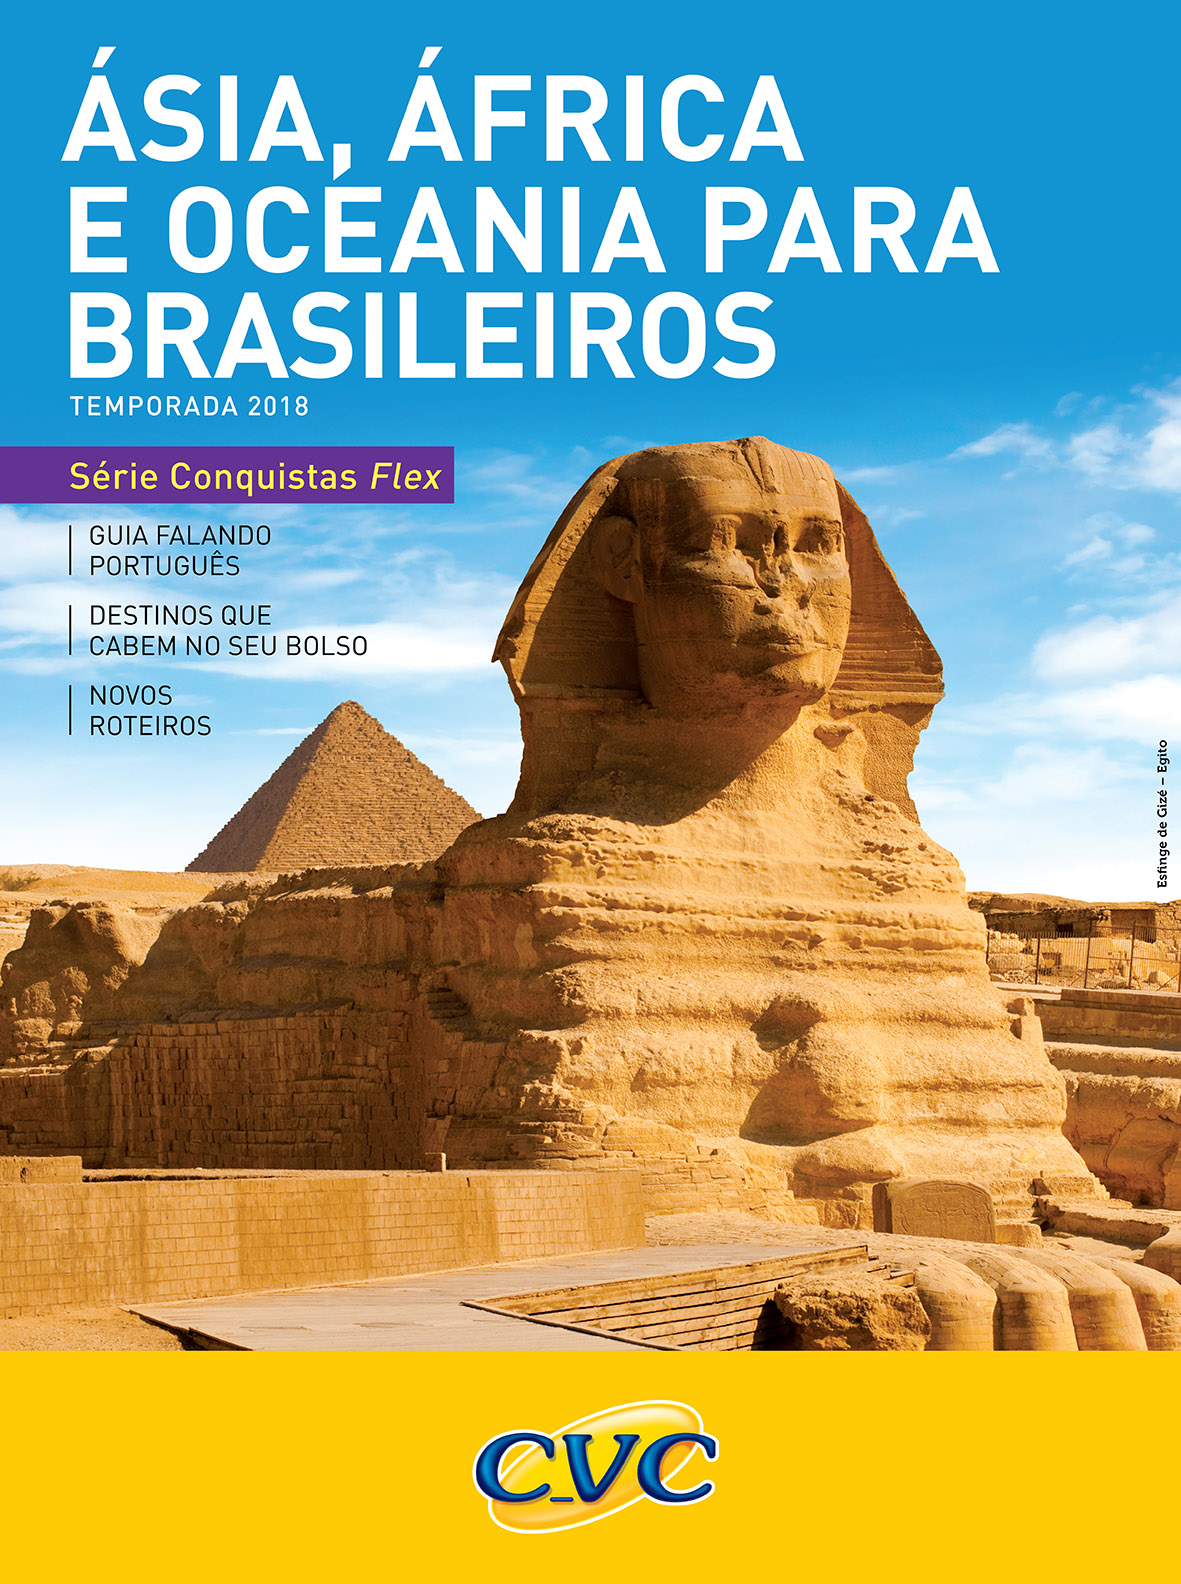 ÁSIA, ÁFRICA
E OCEANIA PARA
BRASILEIROS
TEMPORADA 2018
Série Conquistas Flex
GUIA FALANDO
PORTUGUÊS
DESTINOS QUE
CABEM NO SEU BOLSO
NOVOS
ROTEIROS
Esfinge de Gizé – Egito
CVC